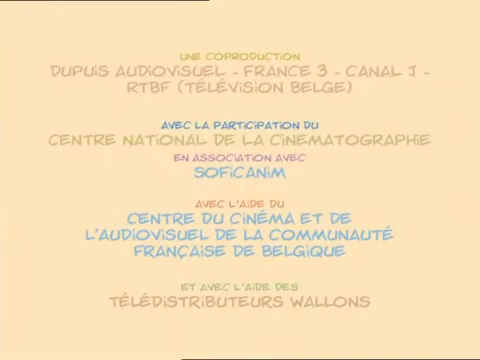 UNE COPRODUCTION
DUPUIS AUDIOVISUEL - FRANCE 3 - CANAL J -
RTBF (TÉLÉVISION BELGE)
AVEC LA PARTICIPATION DU
CENTRE NATIONAL DE LA CINEMATOGRAPHIE
EN ASSOCIATION AVEC
SOFICANIM
AVEC L'AIDE DU
CENTRE DU CINÉMA ET DE
L'AUDIOVISUEL DE LA COMMUNAUTÉ
FRANÇAISE DE BELGIQUE
ET AVEC L'AIDE DES
TÉLÉDISTRIBUTEURS WALLONS